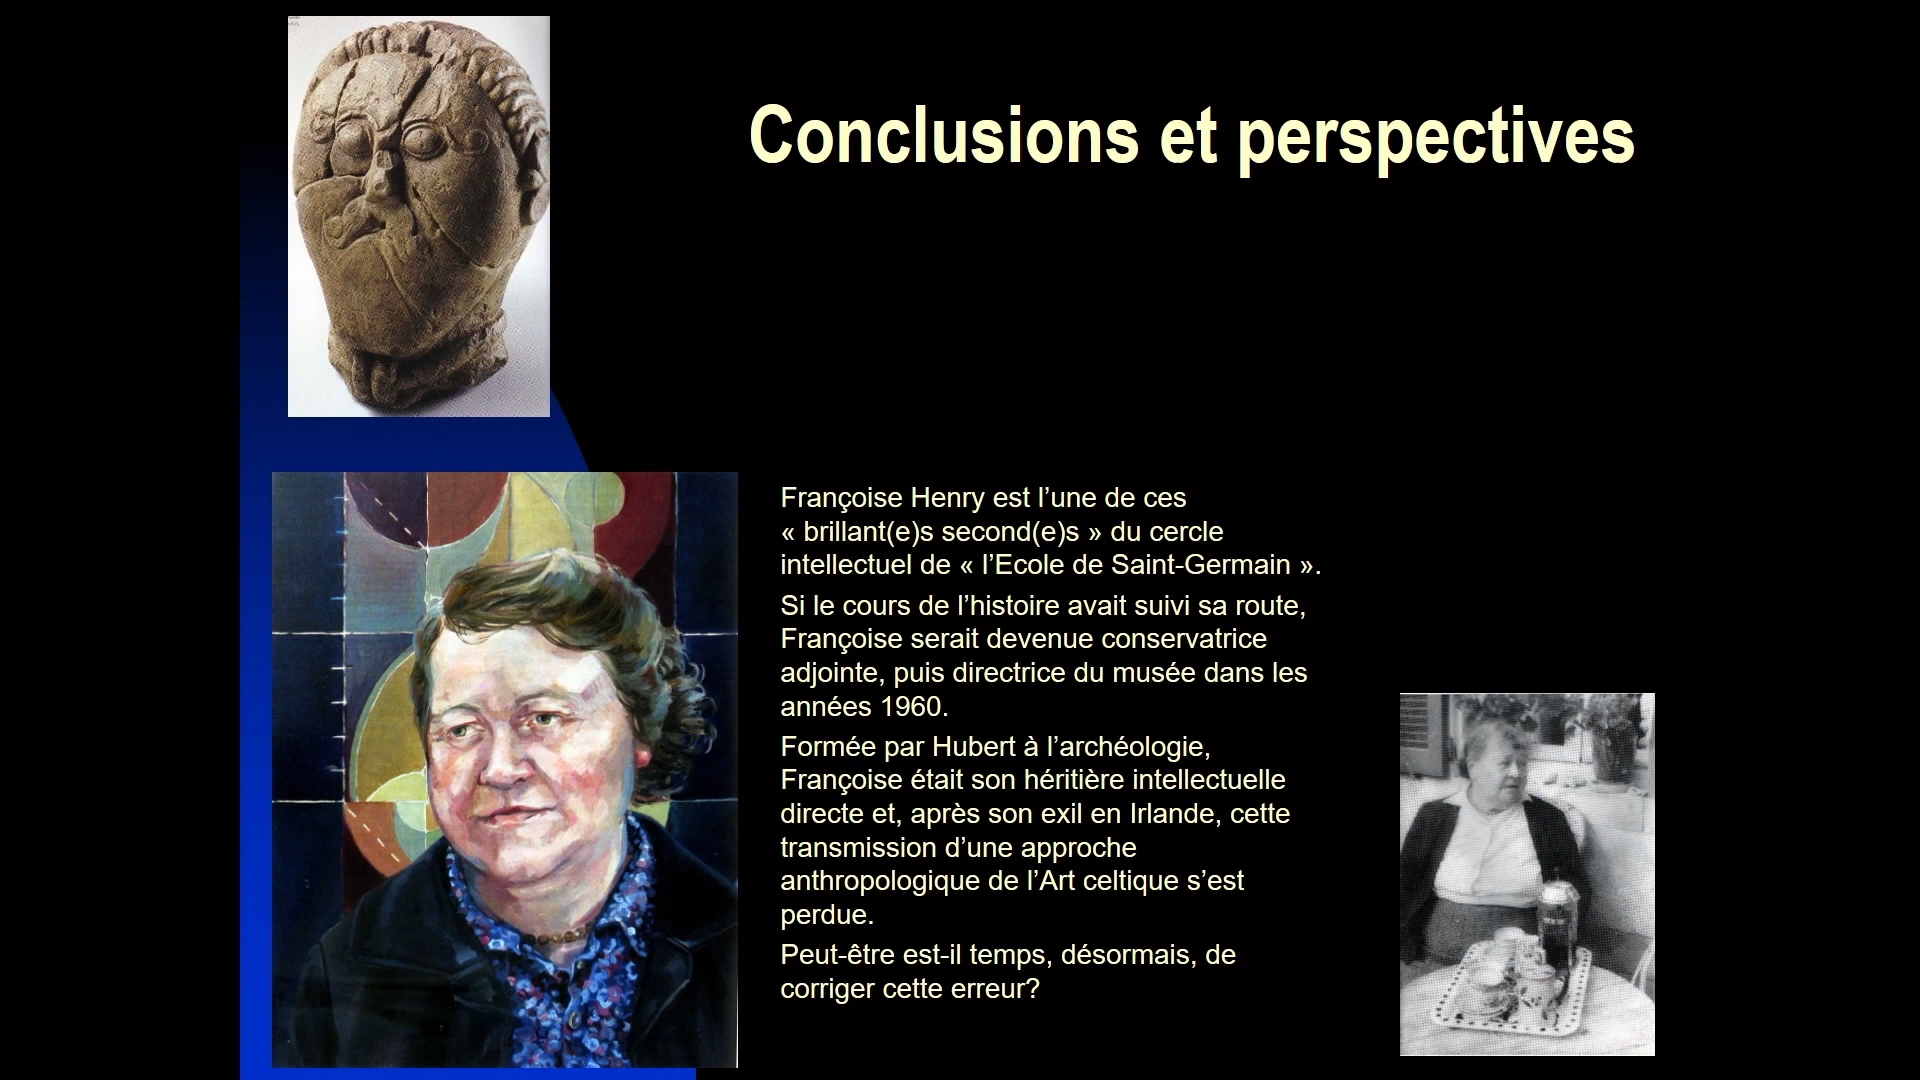 Conclusions et perspectives
Françoise Henry est l’une de ces
« brillant(e)s second(e)s » du cercle
intellectuel de « l’Ecole de Saint-Germain ».
Si le cours de l’histoire avait suivi sa route,
Françoise serait devenue conservatrice
adjointe, puis directrice du musée dans les
années 1960.
Formée par Hubert à l’archéologie,
Françoise était son héritière intellectuelle
directe et, après son exil en Irlande, cette
transmission d’une approche
anthropologique de l’Art celtique s’est
perdue.
Peut-être est-il temps, désormais, de
corriger cette erreur?